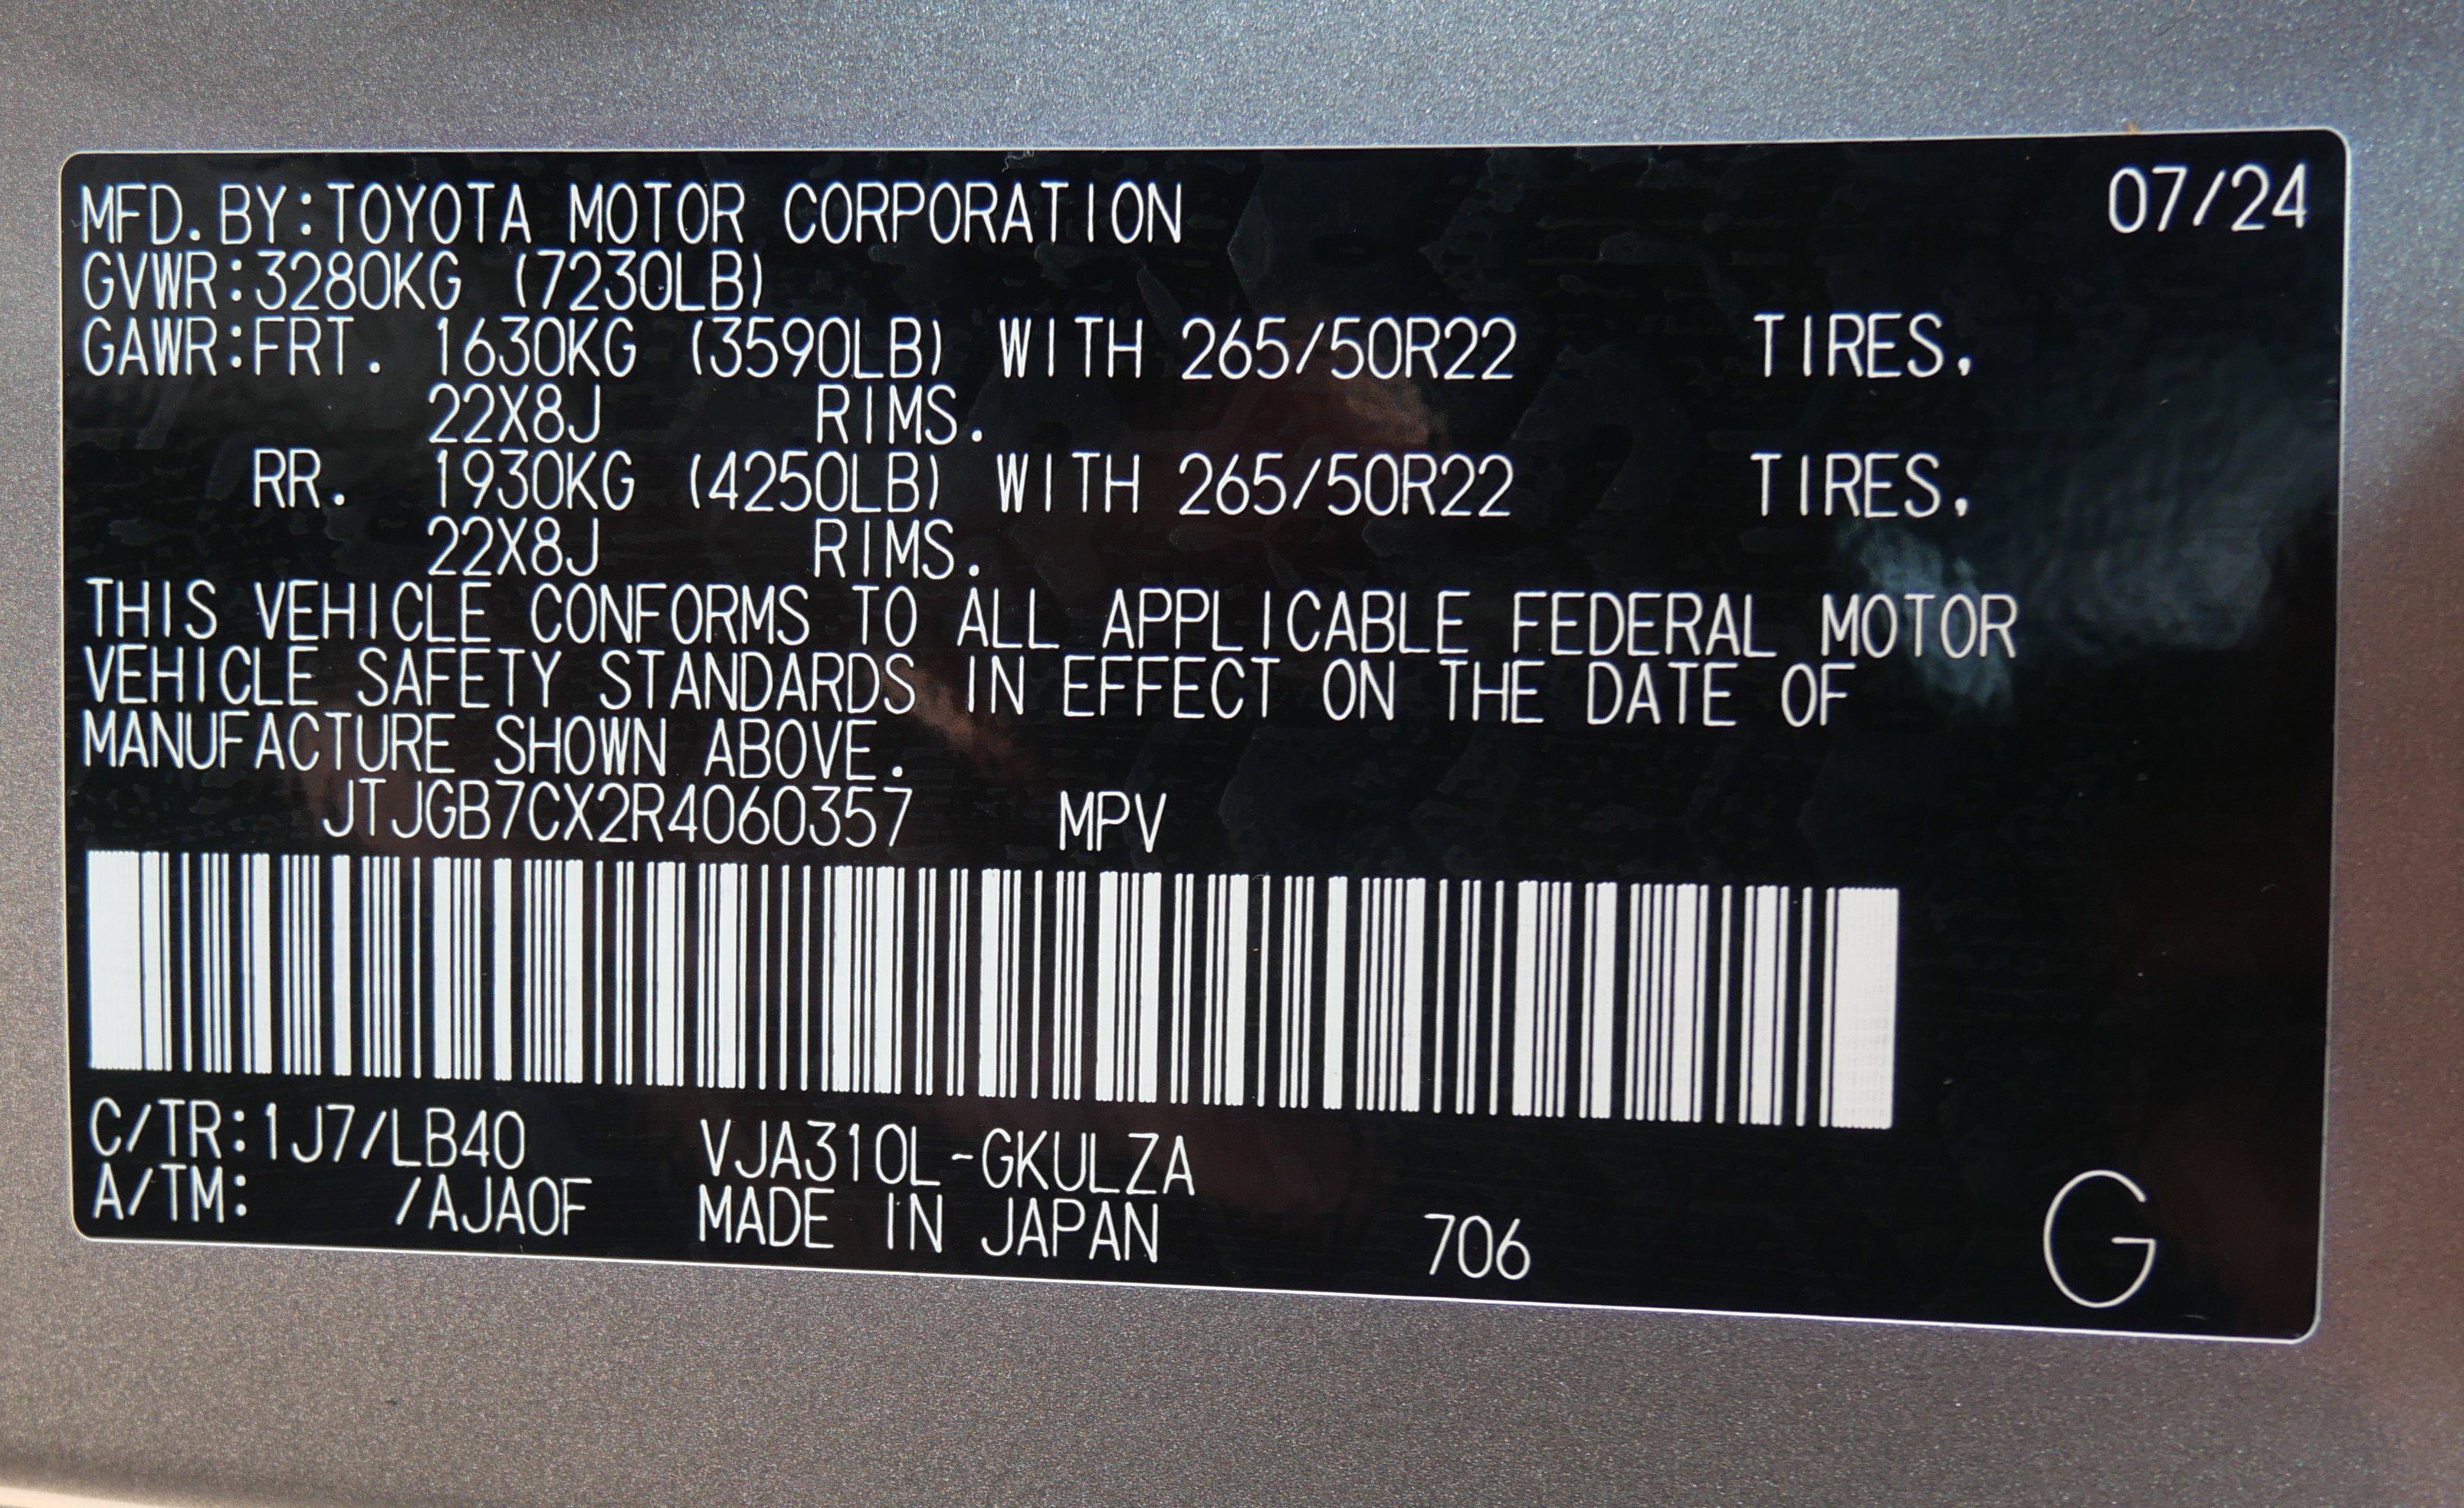 MFD.BY:TOYOTA MOTOR CORPORATION 07/24
GVWR:3280KG (7230LB)
GAWR:FRT. 1630KG (3590LB) WITH 265/50R22 TIRES.
22X8J RIMS.
RR. 1930KG (4250LB) WITH 265/50R22 TIRES.
22X8J RIMS.
THIS VEHICLE CONFORMS TO ALL APPLICABLE FEDERAL MOTOR
VEHICLE SAFETY STANDARDS IN EFFECT ON THE DATE OF
MANUFACTURE SHOWN ABOVE.
JTJGB7CX2R4060357 MPV
C/TR:1J7/LB40 VJA310L-GKULZA
A/TM: /AJA0F MADE IN JAPAN 706 G